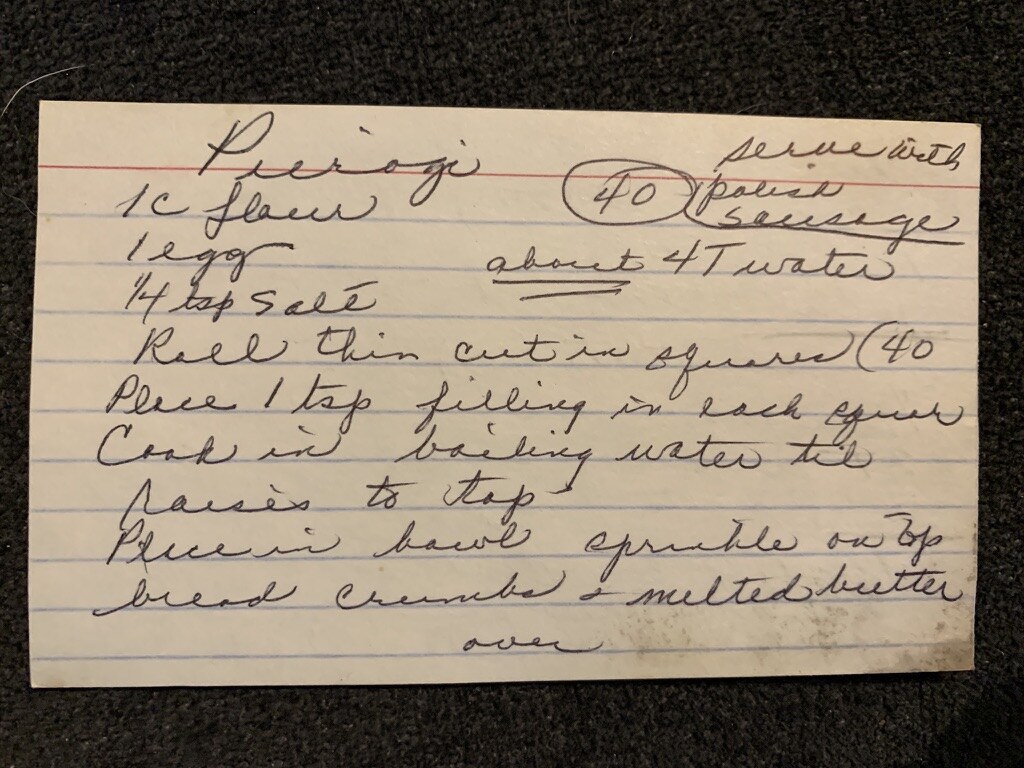 Pierogi
serve with
40 polish
sausage
1c flour
1 egg
about 4T water
1/4 tsp Salt
Roll thin cut in squares (40
Place 1 tsp filling in each squar
Cook in boiling water til
raises to top
Place in bowl sprinkle on top
bread crumbs & melted butter
over